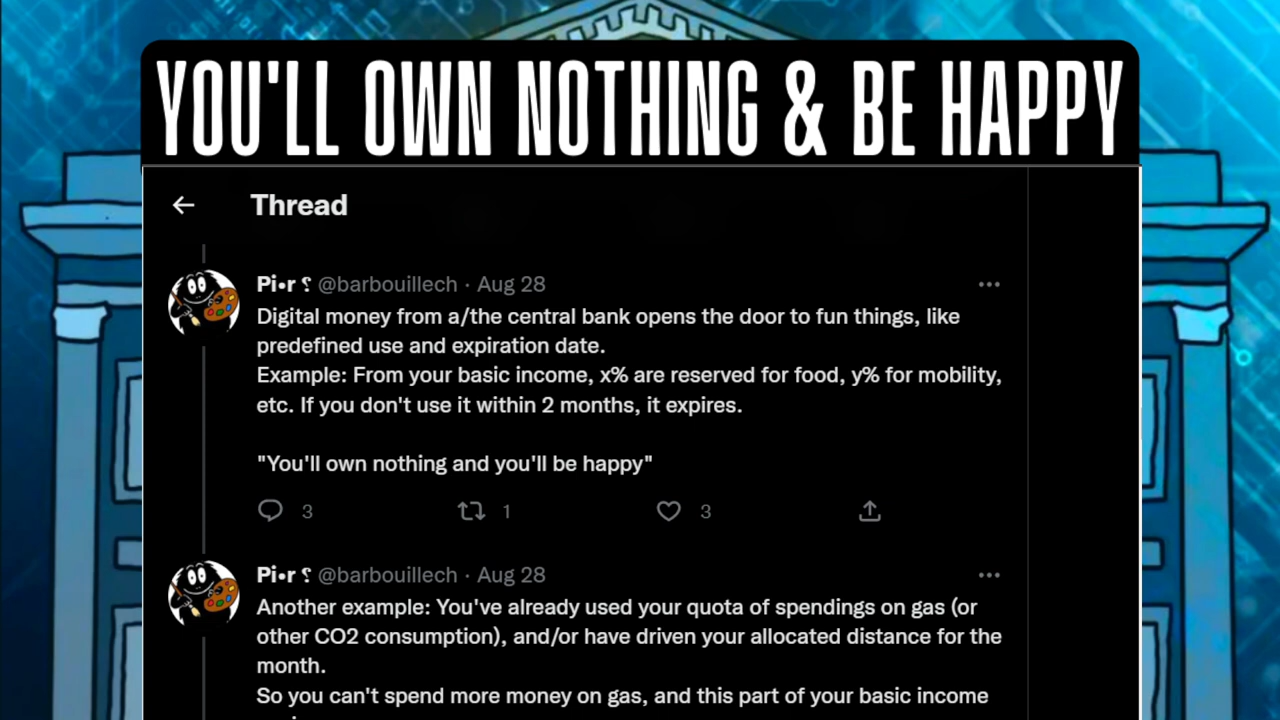 YOU'LL OWN NOTHING & BE HAPPY
Thread
Pi•r ⸮ @barbouillech · Aug 28
Digital money from a/the central bank opens the door to fun things, like
predefined use and expiration date.
Example: From your basic income, x% are reserved for food, y% for mobility,
etc. If you don't use it within 2 months, it expires.
"You'll own nothing and you'll be happy"
3 1 3
Pi•r ⸮ @barbouillech · Aug 28
Another example: You've already used your quota of spendings on gas (or
other CO2 consumption), and/or have driven your allocated distance for the
month.
So you can't spend more money on gas, and this part of your basic income